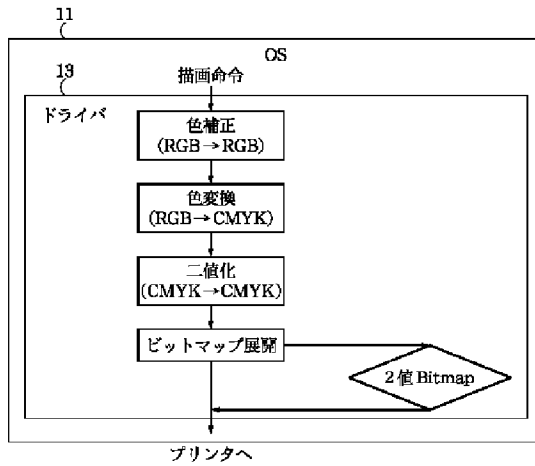 11
OS
13
描画命令
ドライバ
色補正
(RGB→RGB)
色変換
(RGB→CMYK)
二値化
(CMYK→CMYK)
ビットマップ展開
2値Bitmap
プリンタへ